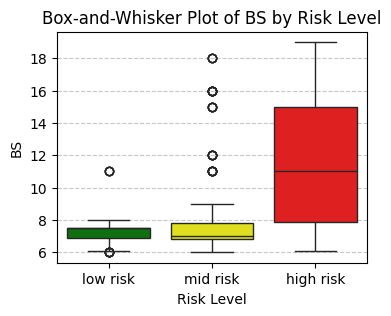 Box-and-Whisker Plot of BS by Risk Level
18
16
14
12
10
8
6
BS
low risk
mid risk
high risk
Risk Level